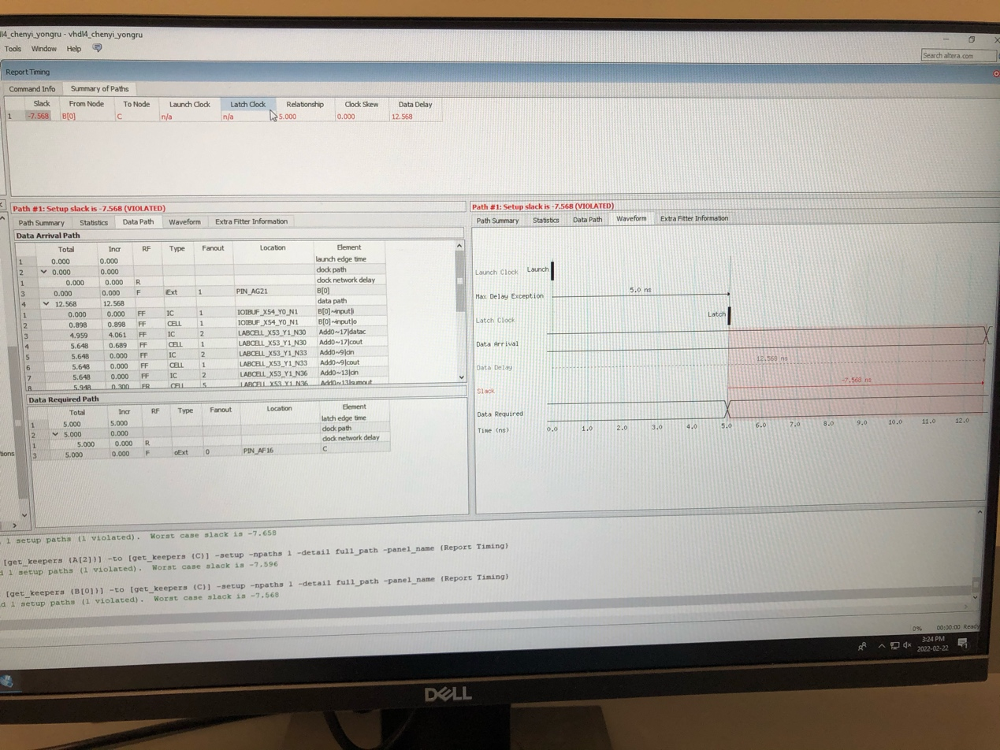 dl4_chenyi_yongru - vhdl4_chenyi_yongru
Tools Window Help
Search altera.com
Report Timing
Command Info Summary of Paths
Slack From Node To Node Launch Clock Latch Clock Relationship Clock Skew Data Delay
1 -7.568 B[0] C n/a n/a 5.000 0.000 12.568
Path #1: Setup slack is -7.568 (VIOLATED)
Path Summary Statistics Data Path Waveform Extra Fitter Information
Data Arrival Path
Total Incr RF Type Fanout Location Element
1 0.000 0.000 launch edge time
2 0.000 0.000 clock path
1 0.000 0.000 R clock network delay
3 0.000 0.000 F iExt 1 PIN_AG21 B[0]
4 12.568 12.568 data path
1 0.000 0.000 FF IC 1 IOIBUF_X54_Y0_N1 B[0]~input|i
2 0.898 0.898 FF CELL 1 IOIBUF_X54_Y0_N1 B[0]~input|o
3 4.959 4.061 FF IC 2 LABCELL_X53_Y1_N30 Add0~17|datac
4 5.648 0.689 FF CELL 1 LABCELL_X53_Y1_N30 Add0~17|cout
5 5.648 0.000 FF IC 2 LABCELL_X53_Y1_N33 Add0~9|cin
6 5.648 0.000 FF CELL 1 LABCELL_X53_Y1_N33 Add0~9|cout
7 5.648 0.000 FF IC 2 LABCELL_X53_Y1_N36 Add0~13|cin
8 5.948 0.300 FR CELL 5 LABCELL_X53_Y1_N36 Add0~13|sumout
Data Required Path
Total Incr RF Type Fanout Location Element
1 5.000 5.000 latch edge time
2 5.000 0.000 clock path
1 5.000 0.000 R clock network delay
3 5.000 0.000 F oExt 0 PIN_AF16 C
Path #1: Setup slack is -7.568 (VIOLATED)
Path Summary Statistics Data Path Waveform Extra Fitter Information
Launch Clock Launch
Max Delay Exception 5.0 ns
Latch Clock Latch
Data Arrival
Data Delay 12.568 ns
Slack -7.568 ns
Data Required
Time (ns) 0.0 1.0 2.0 3.0 4.0 5.0 6.0 7.0 8.0 9.0 10.0 11.0 12.0
tions
1 setup paths (1 violated). Worst case slack is -7.658
[get_keepers {A[2]}] -to [get_keepers {C}] -setup -npaths 1 -detail full_path -panel_name {Report Timing}
d 1 setup paths (1 violated). Worst case slack is -7.596
[get_keepers {B[0]}] -to [get_keepers {C}] -setup -npaths 1 -detail full_path -panel_name {Report Timing}
d 1 setup paths (1 violated). Worst case slack is -7.568
0% 00:00:00 Ready
3:24 PM
2022-02-22
DELL